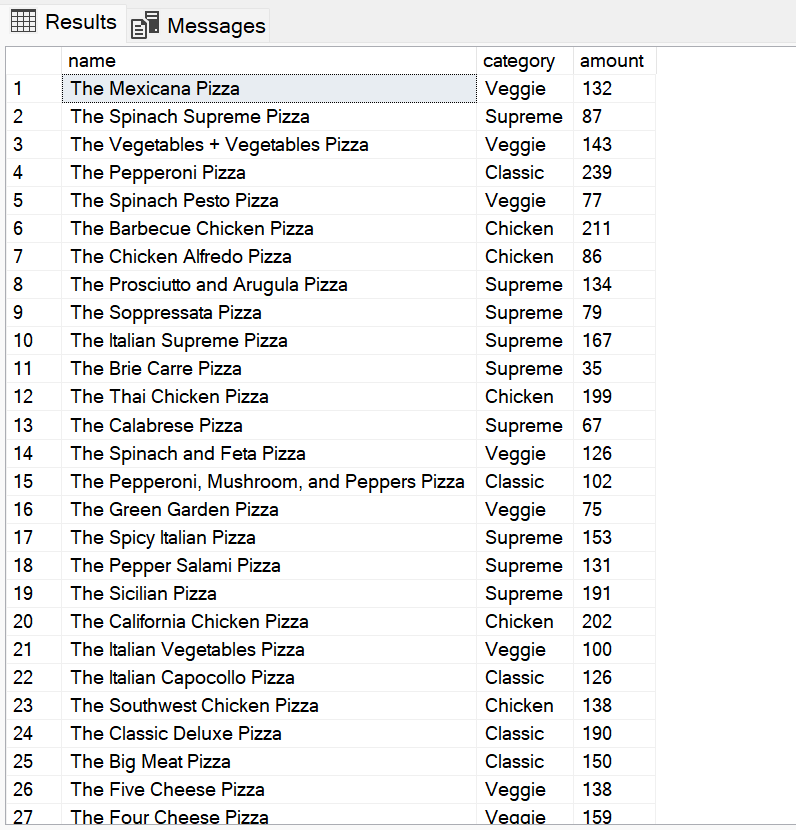 Results Messages
name category amount
1 The Mexicana Pizza Veggie 132
2 The Spinach Supreme Pizza Supreme 87
3 The Vegetables + Vegetables Pizza Veggie 143
4 The Pepperoni Pizza Classic 239
5 The Spinach Pesto Pizza Veggie 77
6 The Barbecue Chicken Pizza Chicken 211
7 The Chicken Alfredo Pizza Chicken 86
8 The Prosciutto and Arugula Pizza Supreme 134
9 The Soppressata Pizza Supreme 79
10 The Italian Supreme Pizza Supreme 167
11 The Brie Carre Pizza Supreme 35
12 The Thai Chicken Pizza Chicken 199
13 The Calabrese Pizza Supreme 67
14 The Spinach and Feta Pizza Veggie 126
15 The Pepperoni, Mushroom, and Peppers Pizza Classic 102
16 The Green Garden Pizza Veggie 75
17 The Spicy Italian Pizza Supreme 153
18 The Pepper Salami Pizza Supreme 131
19 The Sicilian Pizza Supreme 191
20 The California Chicken Pizza Chicken 202
21 The Italian Vegetables Pizza Veggie 100
22 The Italian Capocollo Pizza Classic 126
23 The Southwest Chicken Pizza Chicken 138
24 The Classic Deluxe Pizza Classic 190
25 The Big Meat Pizza Classic 150
26 The Five Cheese Pizza Veggie 138
27 The Four Cheese Pizza Veggie 159